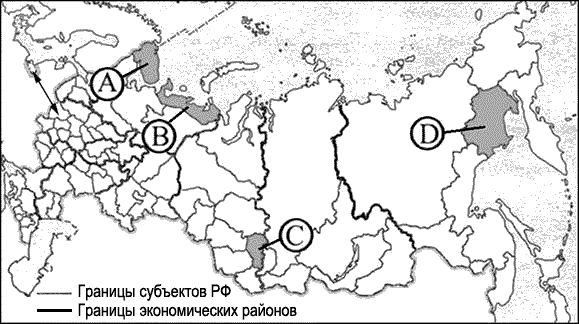 A
B
C
D
Границы субъектов РФ
Границы экономических районов